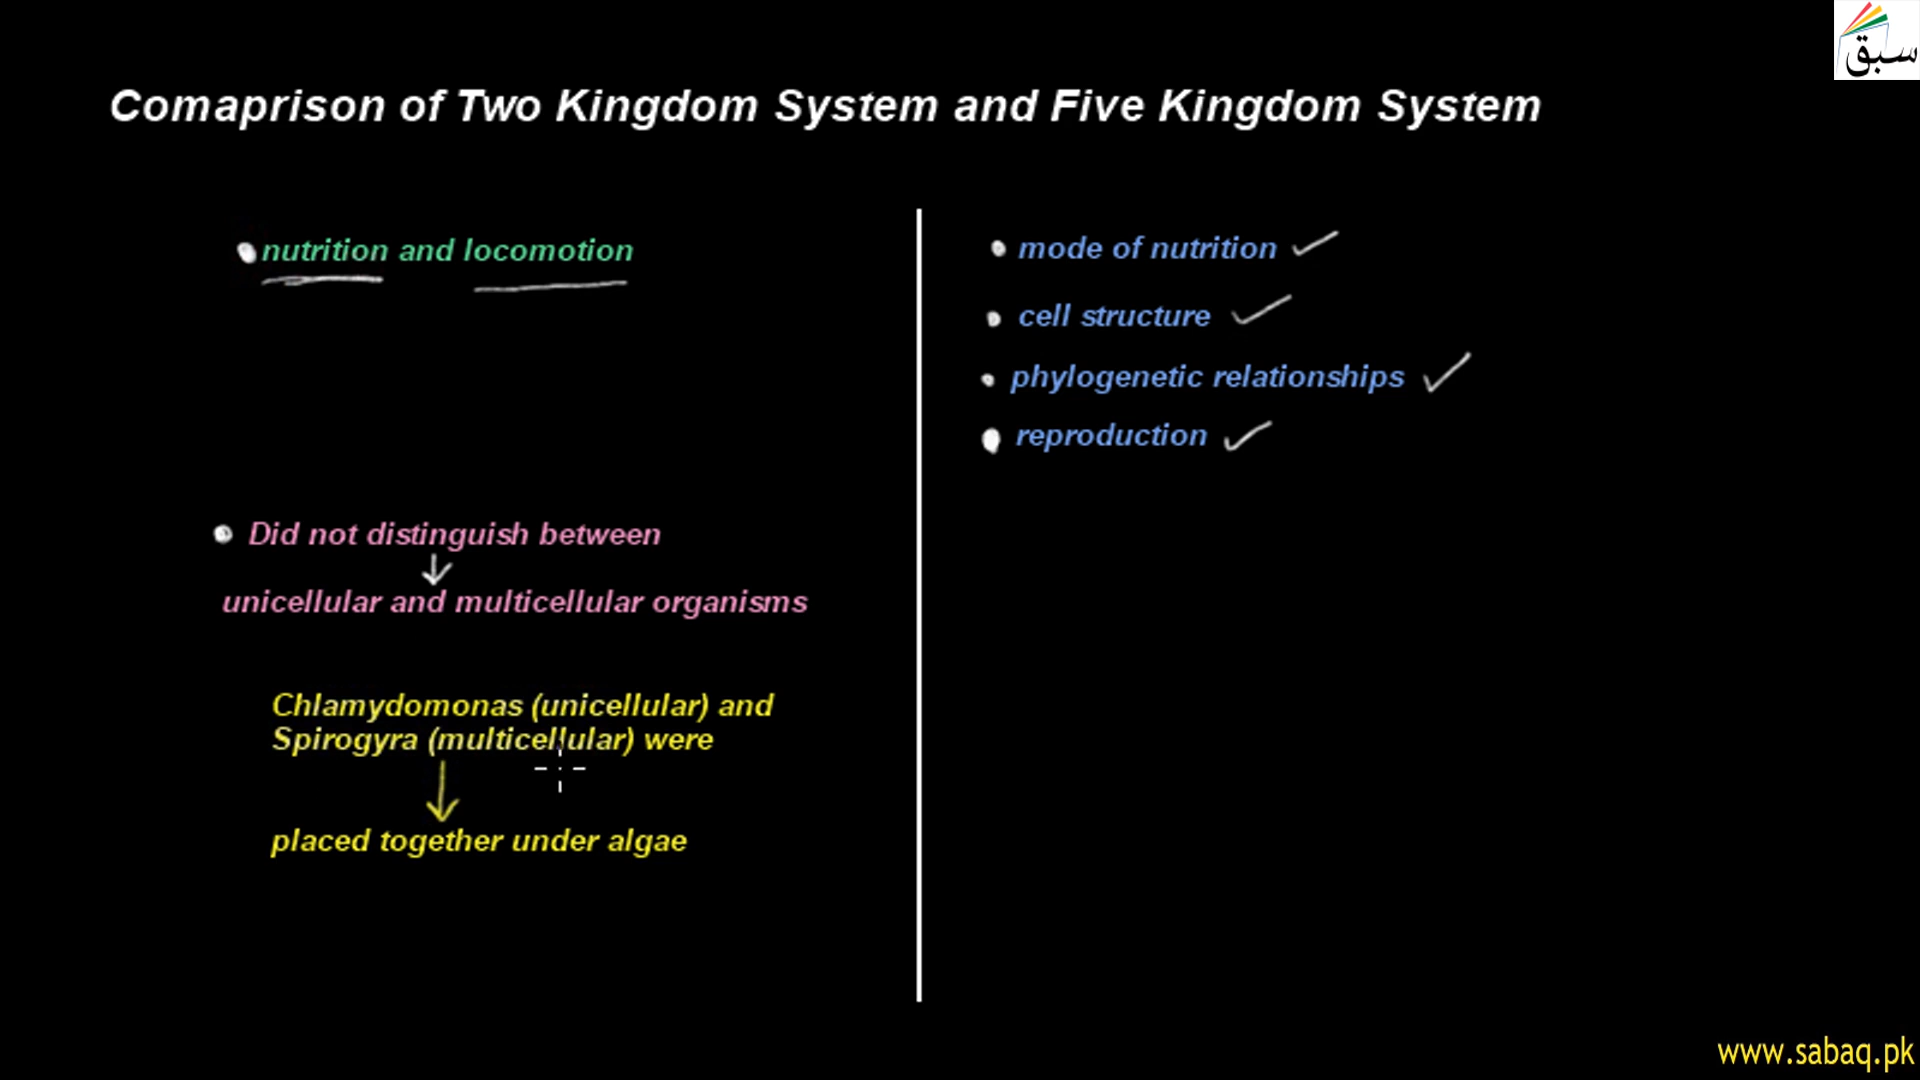 سبق
Comaprison of Two Kingdom System and Five Kingdom System
nutrition and locomotion
Did not distinguish between
unicellular and multicellular organisms
Chlamydomonas (unicellular) and
Spirogyra (multicellular) were
placed together under algae
mode of nutrition
cell structure
phylogenetic relationships
reproduction
www.sabaq.pk